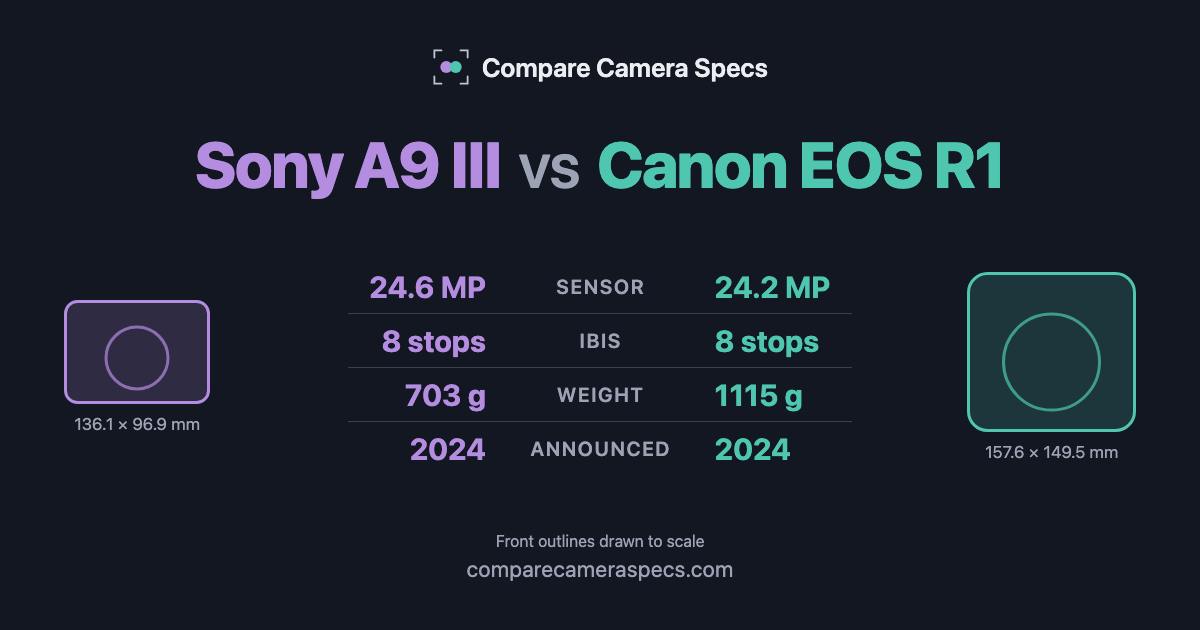 Compare Camera Specs
Sony A9 III vs Canon EOS R1
24.6 MP SENSOR 24.2 MP
8 stops IBIS 8 stops
703 g WEIGHT 1115 g
2024 ANNOUNCED 2024
136.1 × 96.9 mm
157.6 × 149.5 mm
Front outlines drawn to scale
comparecameraspecs.com